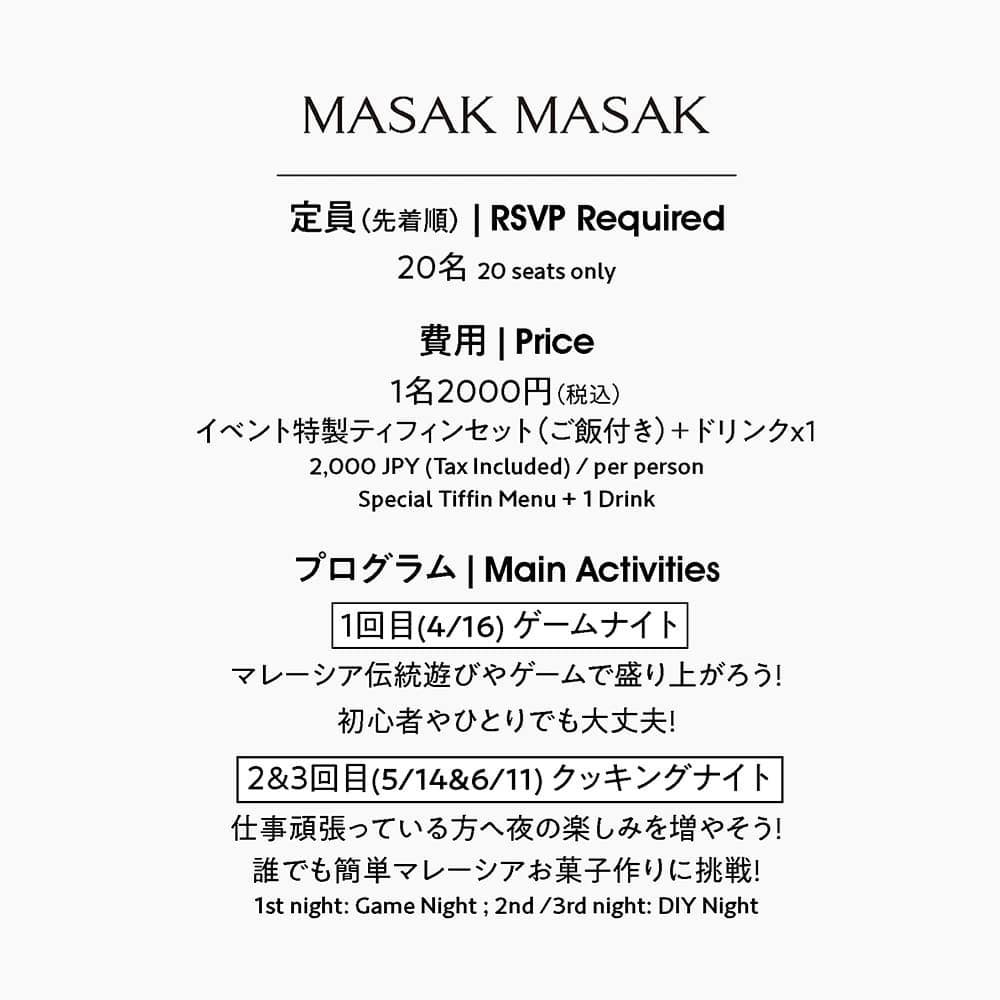 MASAK MASAK
定員(先着順) | RSVP Required
20名 20 seats only
費用 | Price
1名2000円(税込)
イベント特製ティフィンセット(ご飯付き)+ドリンクx1
2,000 JPY (Tax Included) / per person
Special Tiffin Menu + 1 Drink
プログラム | Main Activities
1回目(4/16) ゲームナイト
マレーシア伝統遊びやゲームで盛り上がろう!
初心者やひとりでも大丈夫!
2&3回目(5/14&6/11) クッキングナイト
仕事頑張っている方へ夜の楽しみを増やそう!
誰でも簡単マレーシアお菓子作りに挑戦!
1st night: Game Night ; 2nd /3rd night: DIY Night